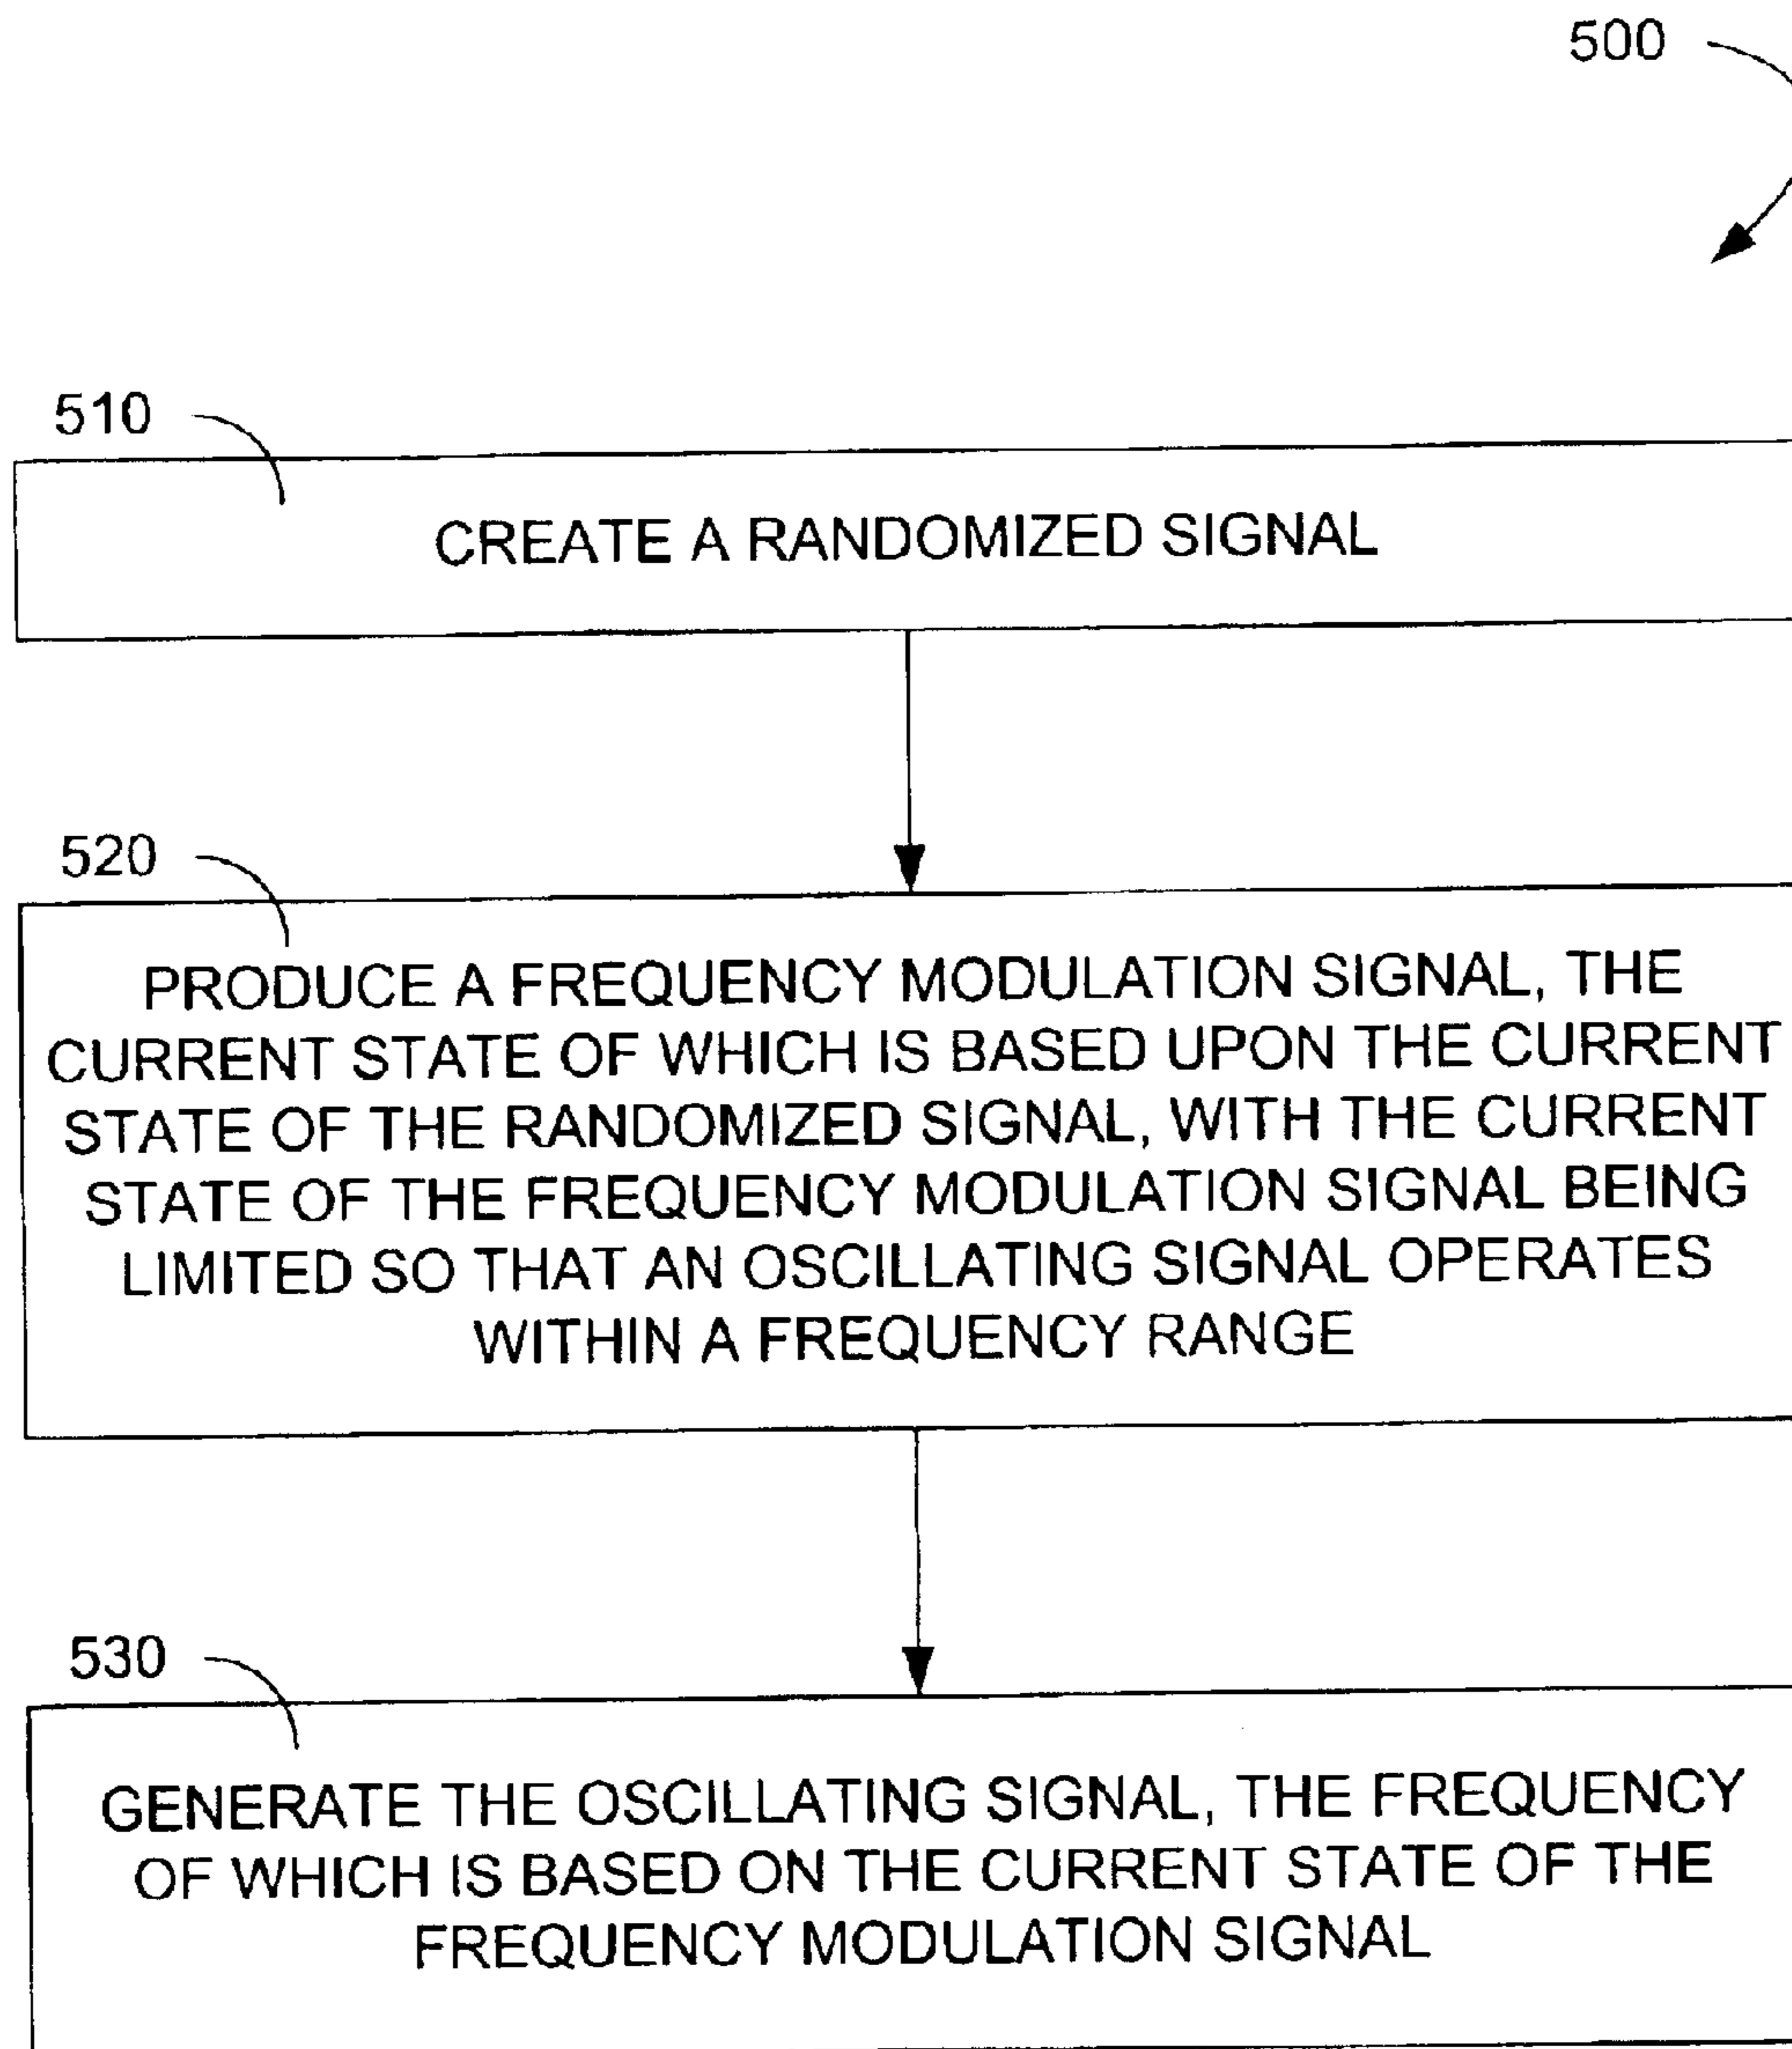 500
510
CREATE A RANDOMIZED SIGNAL
520
PRODUCE A FREQUENCY MODULATION SIGNAL, THE
CURRENT STATE OF WHICH IS BASED UPON THE CURRENT
STATE OF THE RANDOMIZED SIGNAL, WITH THE CURRENT
STATE OF THE FREQUENCY MODULATION SIGNAL BEING
LIMITED SO THAT AN OSCILLATING SIGNAL OPERATES
WITHIN A FREQUENCY RANGE
530
GENERATE THE OSCILLATING SIGNAL, THE FREQUENCY
OF WHICH IS BASED ON THE CURRENT STATE OF THE
FREQUENCY MODULATION SIGNAL